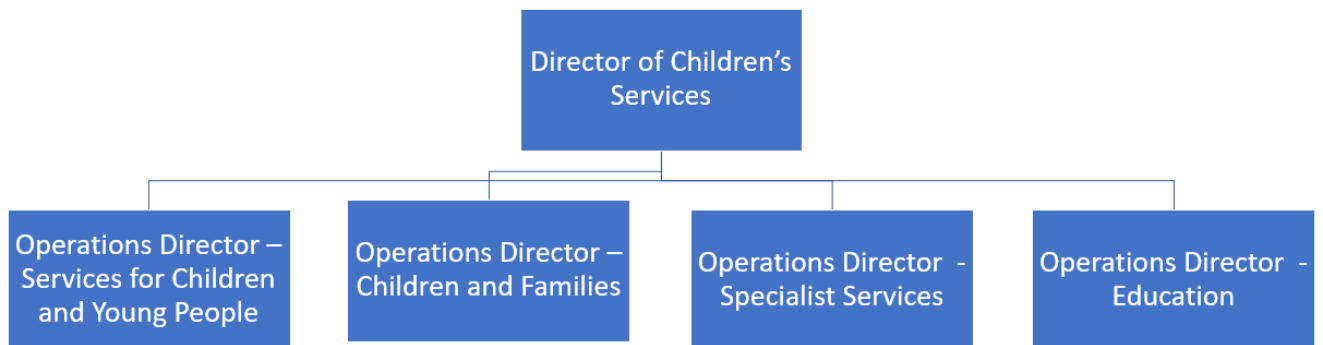 Director of Children’s
Services
Operations Director –
Services for Children
and Young People
Operations Director –
Children and Families
Operations Director -
Specialist Services
Operations Director -
Education